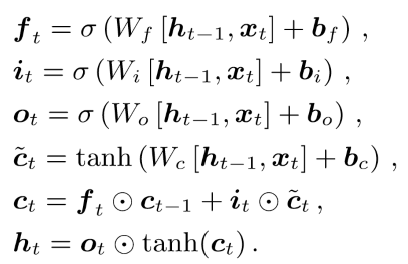 f_t = σ (W_f [h_{t−1}, x_t] + b_f) ,
i_t = σ (W_i [h_{t−1}, x_t] + b_i) ,
o_t = σ (W_o [h_{t−1}, x_t] + b_o) ,
c̃_t = tanh (W_c [h_{t−1}, x_t] + b_c) ,
c_t = f_t ⊙ c_{t−1} + i_t ⊙ c̃_t ,
h_t = o_t ⊙ tanh(c_t) .